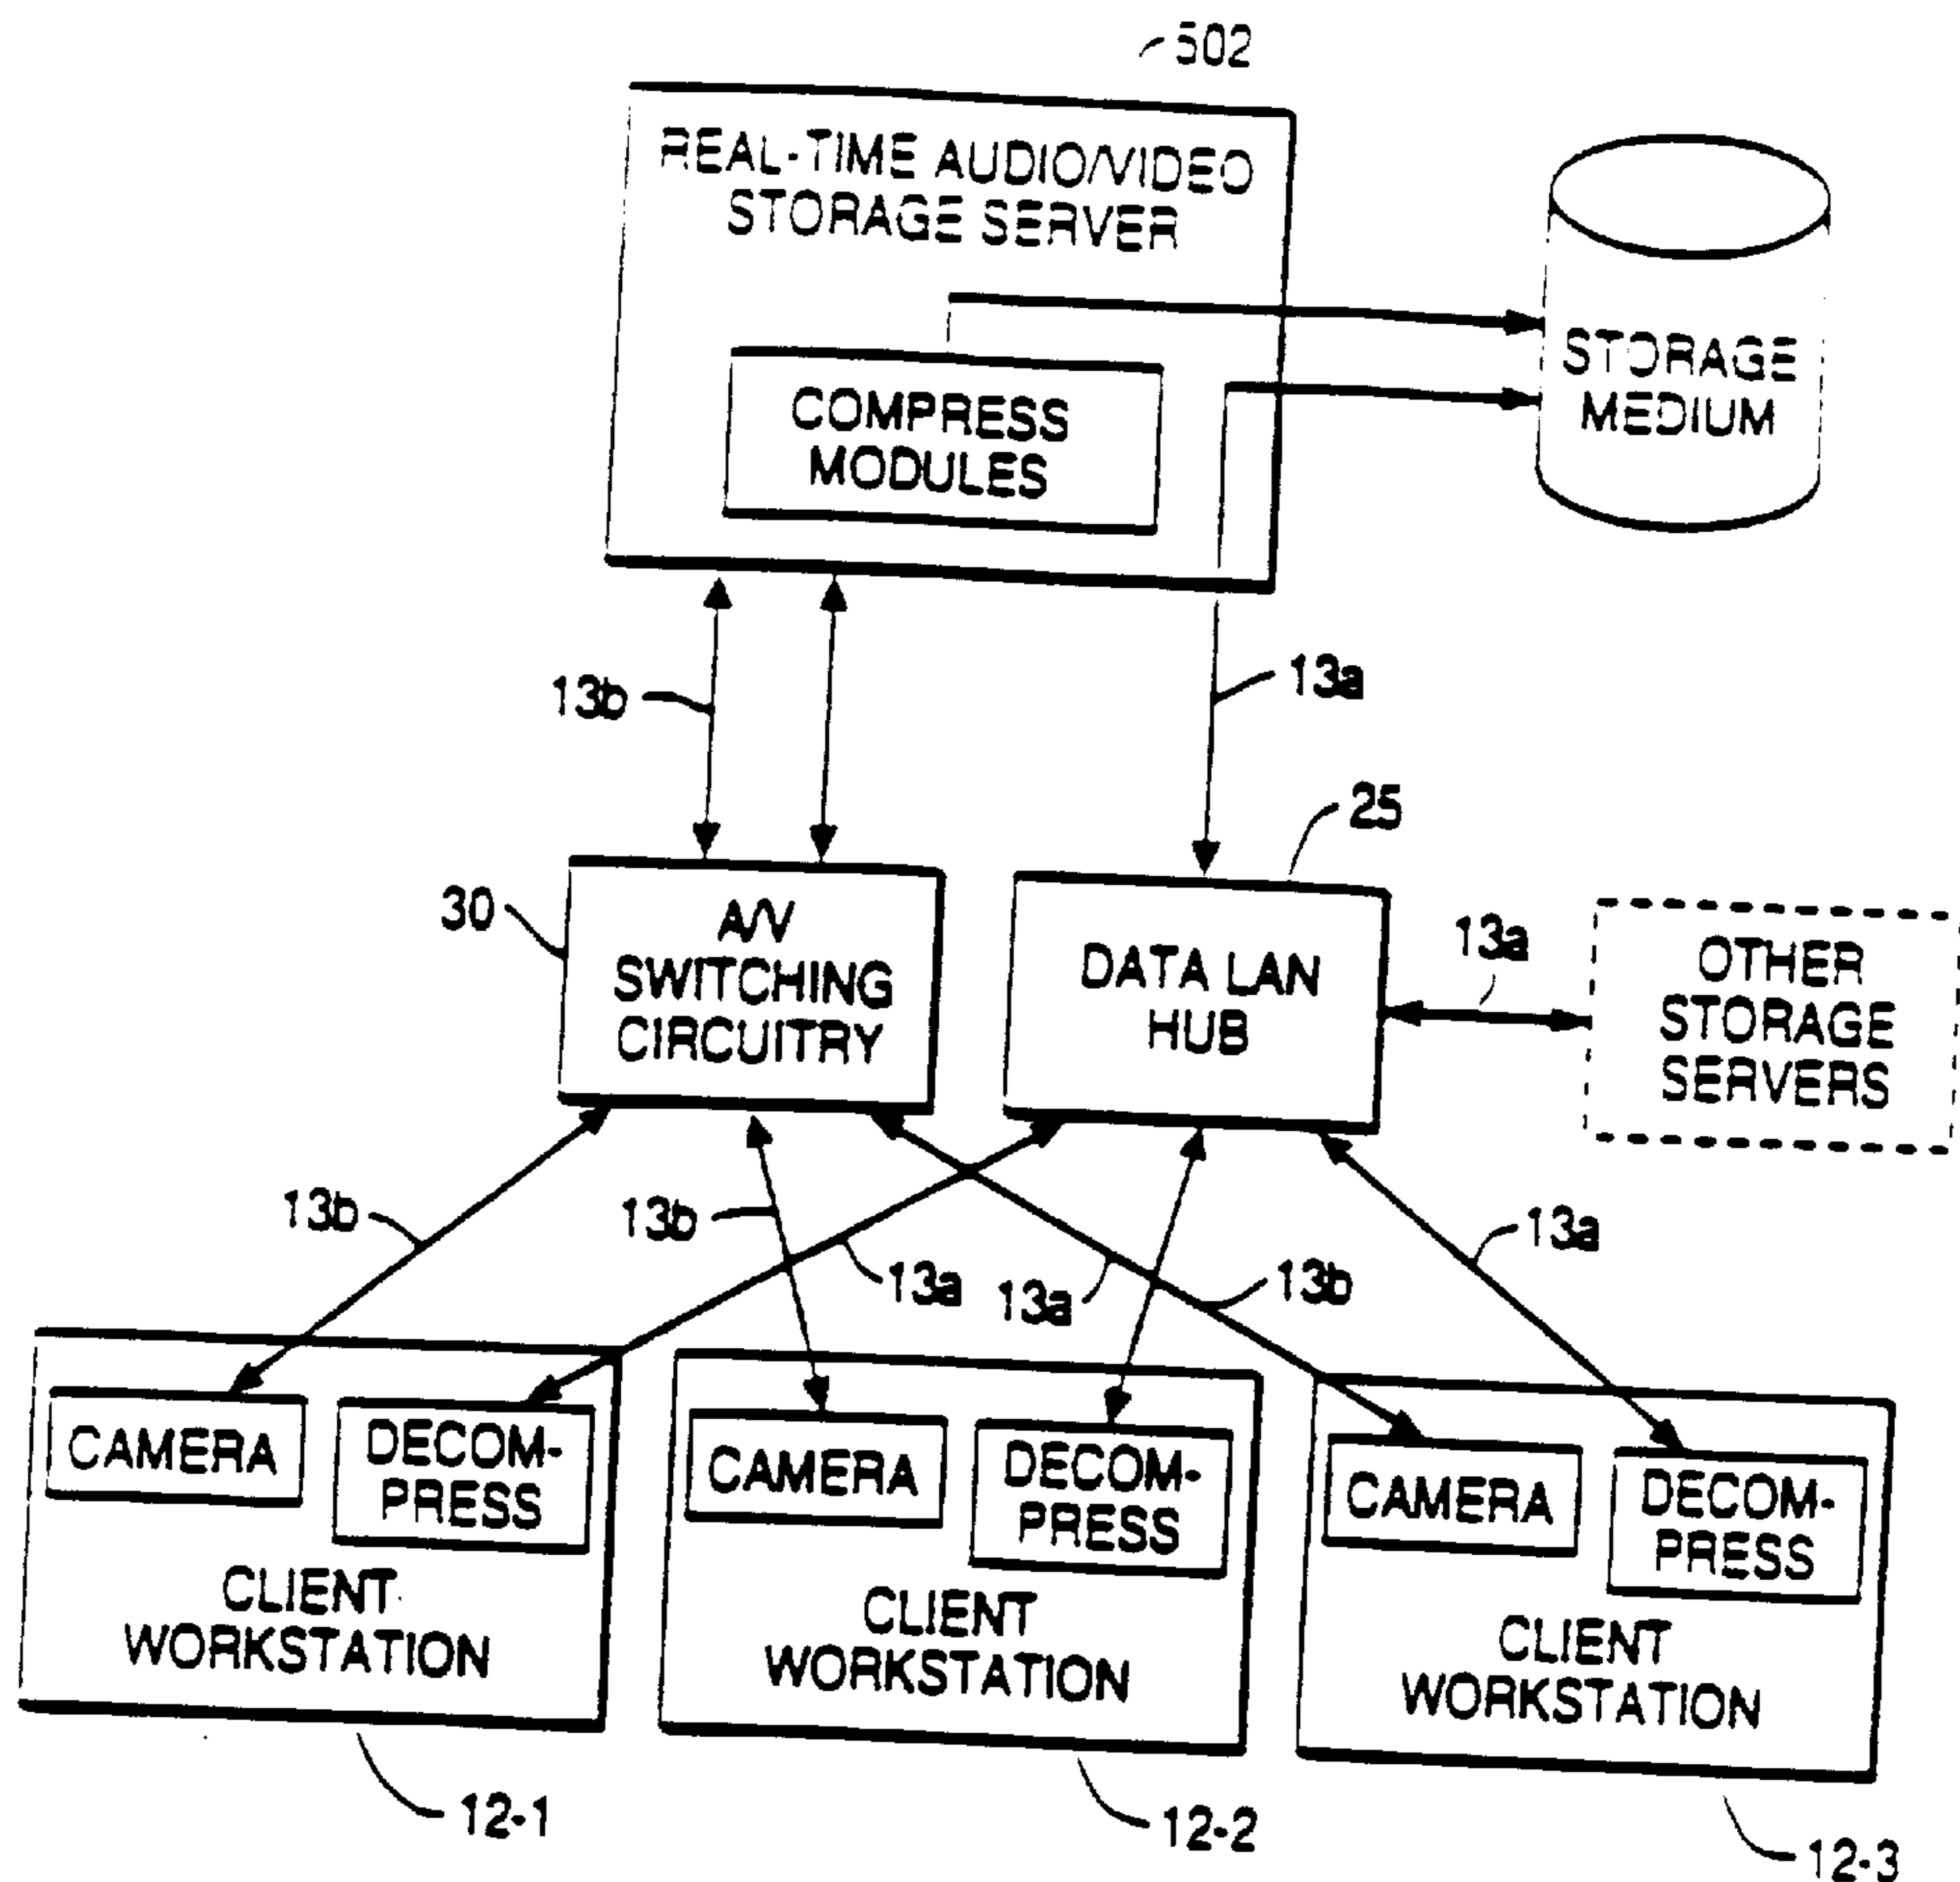 502
REAL-TIME AUDIO/VIDEO
STORAGE SERVER
COMPRESS
MODULES
STORAGE
MEDIUM
13b
13a
25
30
A/V
SWITCHING
CIRCUITRY
DATA LAN
HUB
13a
OTHER
STORAGE
SERVERS
13b
13b
13a
13a
13b
13a
CAMERA
DECOM-
PRESS
CLIENT
WORKSTATION
CAMERA
DECOM-
PRESS
CLIENT
WORKSTATION
CAMERA
DECOM-
PRESS
CLIENT
WORKSTATION
12-1
12-2
12-3